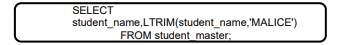 SELECT
student_name,LTRIM(student_name,'MALICE')
FROM student_master;